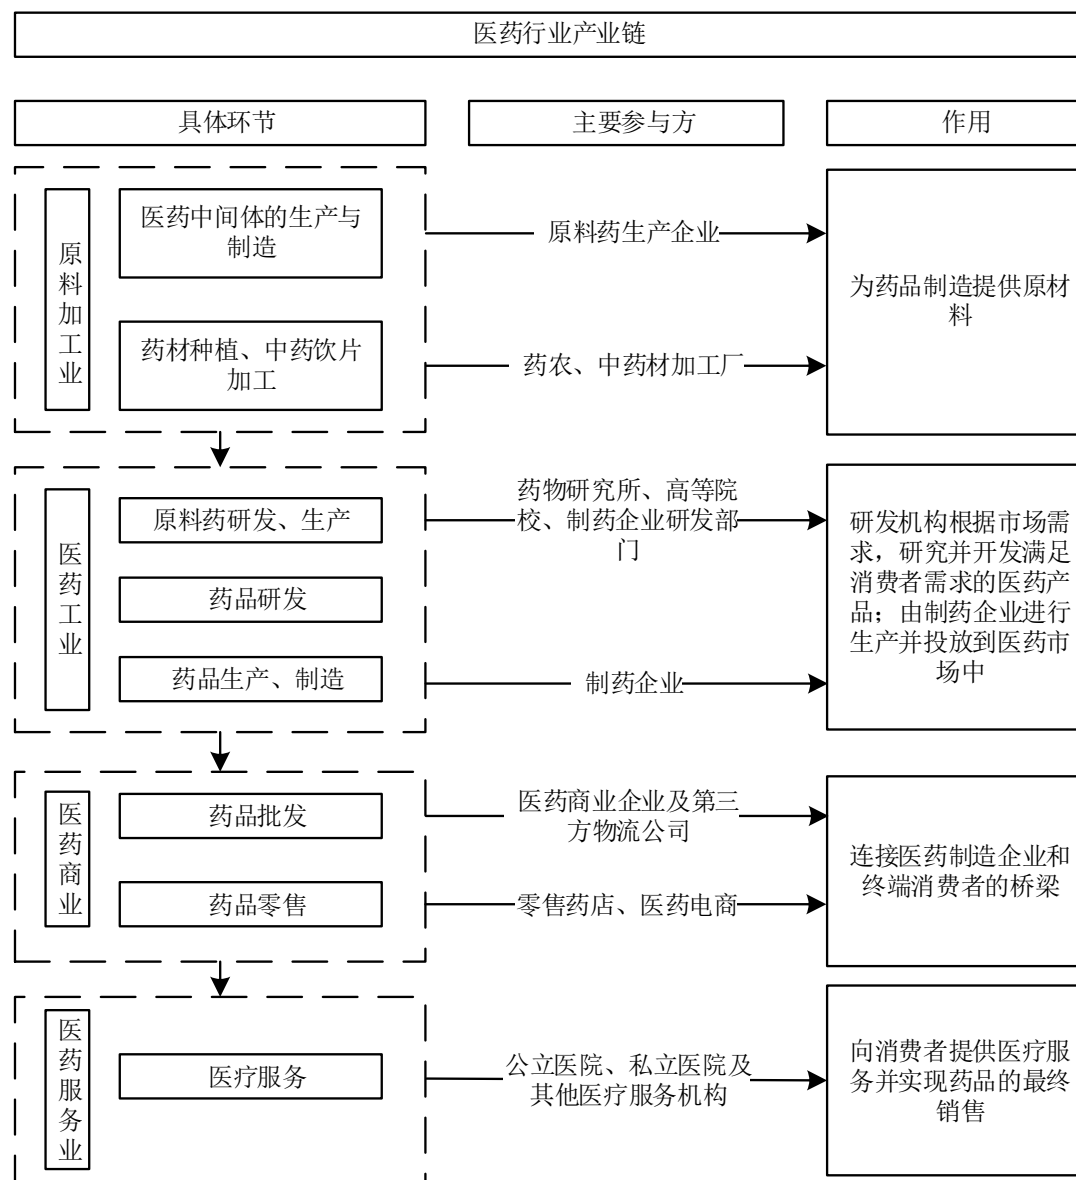 医药行业产业链
具体环节
主要参与方
作用
原料加工业
医药中间体的生产与
制造
原料药生产企业
药材种植、中药饮片
加工
药农、中药材加工厂
为药品制造提供原材
料
医药工业
原料药研发、生产
药物研究所、高等院
校、制药企业研发部
门
药品研发
药品生产、制造
制药企业
研发机构根据市场需
求，研究并开发满足
消费者需求的医药产
品；由制药企业进行
生产并投放到医药市
场中
医药商业
药品批发
医药商业企业及第三
方物流公司
药品零售
零售药店、医药电商
连接医药制造企业和
终端消费者的桥梁
医药服务业
医疗服务
公立医院、私立医院及
其他医疗服务机构
向消费者提供医疗服
务并实现药品的最终
销售